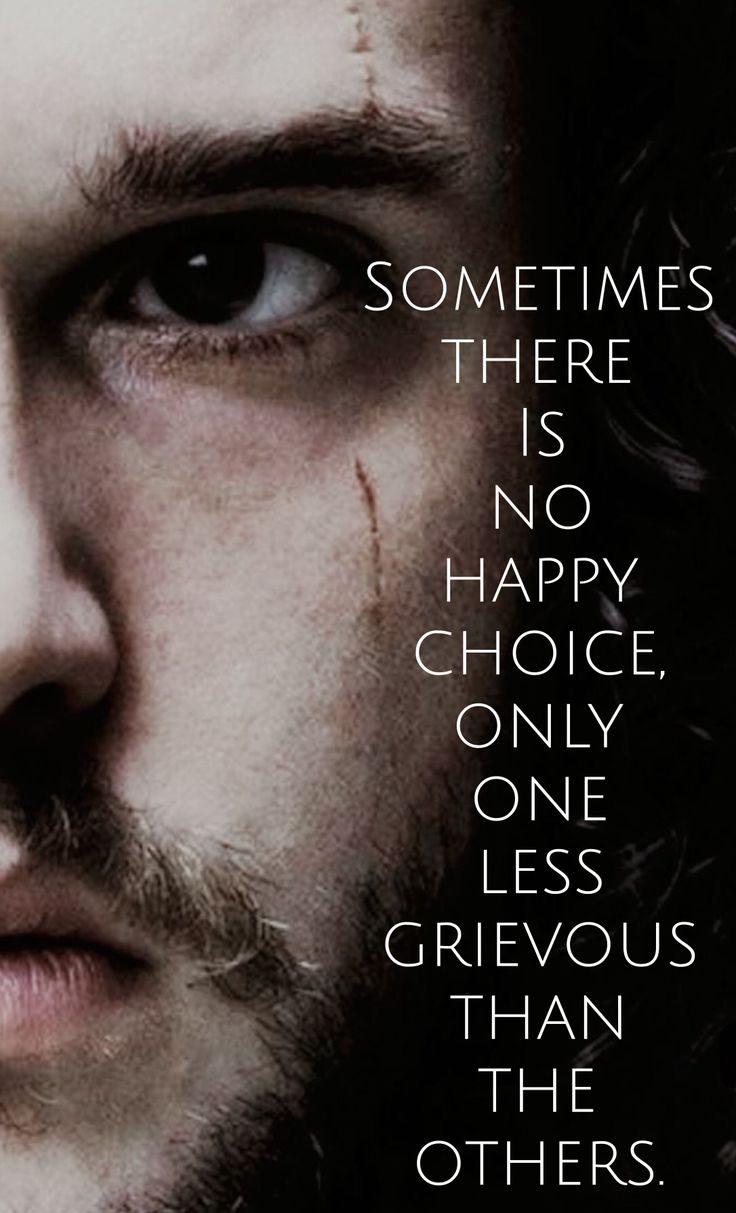 Sometimes
there
Is
no
happy
choice,
only
one
less
grievous
than
the
others.